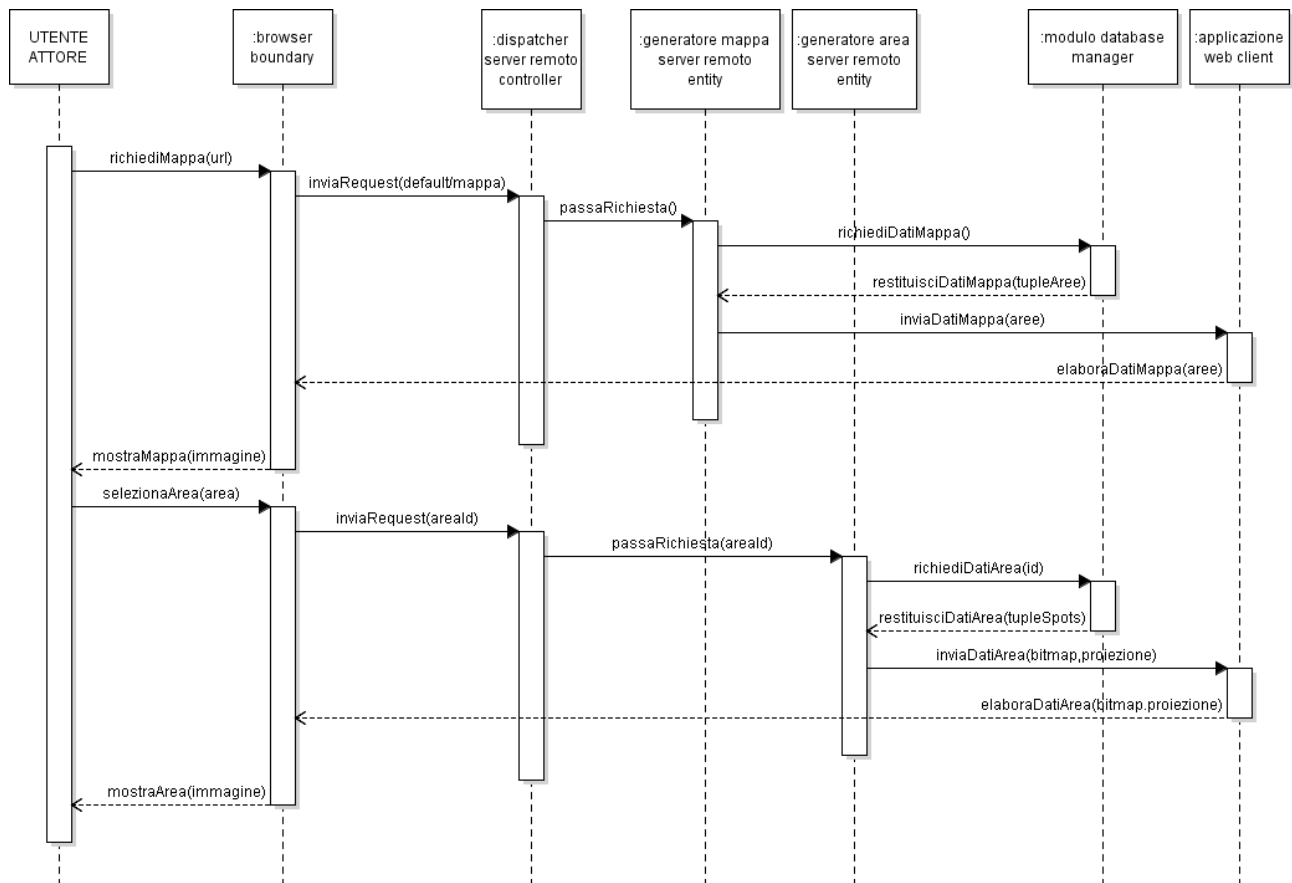 UTENTE
ATTORE
:browser
boundary
:dispatcher
server remoto
controller
:generatore mappa
server remoto
entity
:generatore area
server remoto
entity
:modulo database
manager
:applicazione
web client
richiediMappa(url)
inviaRequest(default/mappa)
passaRichiesta()
richiediDatiMappa()
restituisciDatiMappa(tupleAree)
inviaDatiMappa(aree)
elaboraDatiMappa(aree)
mostraMappa(immagine)
selezionaArea(area)
inviaRequest(areaId)
passaRichiesta(areaId)
richiediDatiArea(id)
restituisciDatiArea(tupleSpots)
inviaDatiArea(bitmap,proiezione)
elaboraDatiArea(bitmap.proiezione)
mostraArea(immagine)